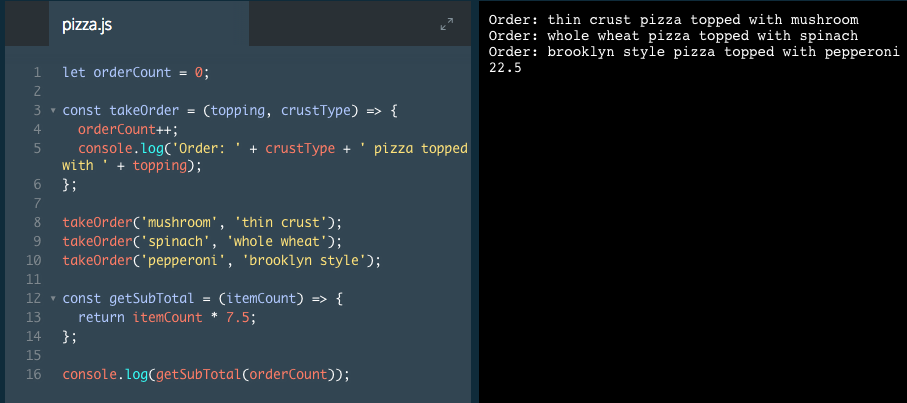 pizza.js
1 let orderCount = 0;
2
3 const takeOrder = (topping, crustType) => {
4 orderCount++;
5 console.log('Order: ' + crustType + ' pizza topped
with ' + topping);
6 };
7
8 takeOrder('mushroom', 'thin crust');
9 takeOrder('spinach', 'whole wheat');
10 takeOrder('pepperoni', 'brooklyn style');
11
12 const getSubTotal = (itemCount) => {
13 return itemCount * 7.5;
14 };
15
16 console.log(getSubTotal(orderCount));
Order: thin crust pizza topped with mushroom
Order: whole wheat pizza topped with spinach
Order: brooklyn style pizza topped with pepperoni
22.5